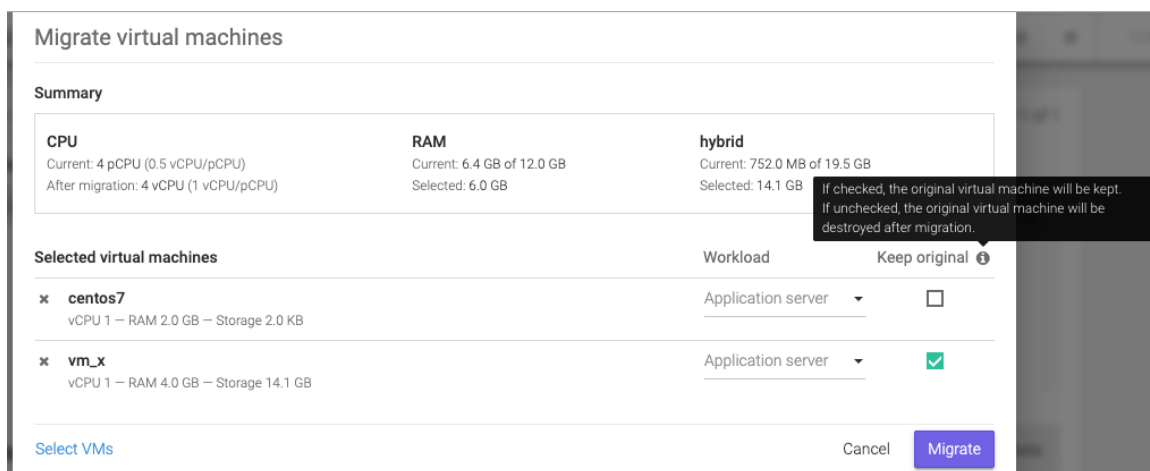 Migrate virtual machines
Summary
CPU
Current: 4 pCPU (0.5 vCPU/pCPU)
After migration: 4 vCPU (1 vCPU/pCPU)
RAM
Current: 6.4 GB of 12.0 GB
Selected: 6.0 GB
hybrid
Current: 752.0 MB of 19.5 GB
Selected: 14.1 GB
If checked, the original virtual machine will be kept.
If unchecked, the original virtual machine will be
destroyed after migration.
Selected virtual machines
Workload
Keep original
centos7
vCPU 1 — RAM 2.0 GB — Storage 2.0 KB
Application server
vm_x
vCPU 1 — RAM 4.0 GB — Storage 14.1 GB
Application server
Select VMs
Cancel
Migrate